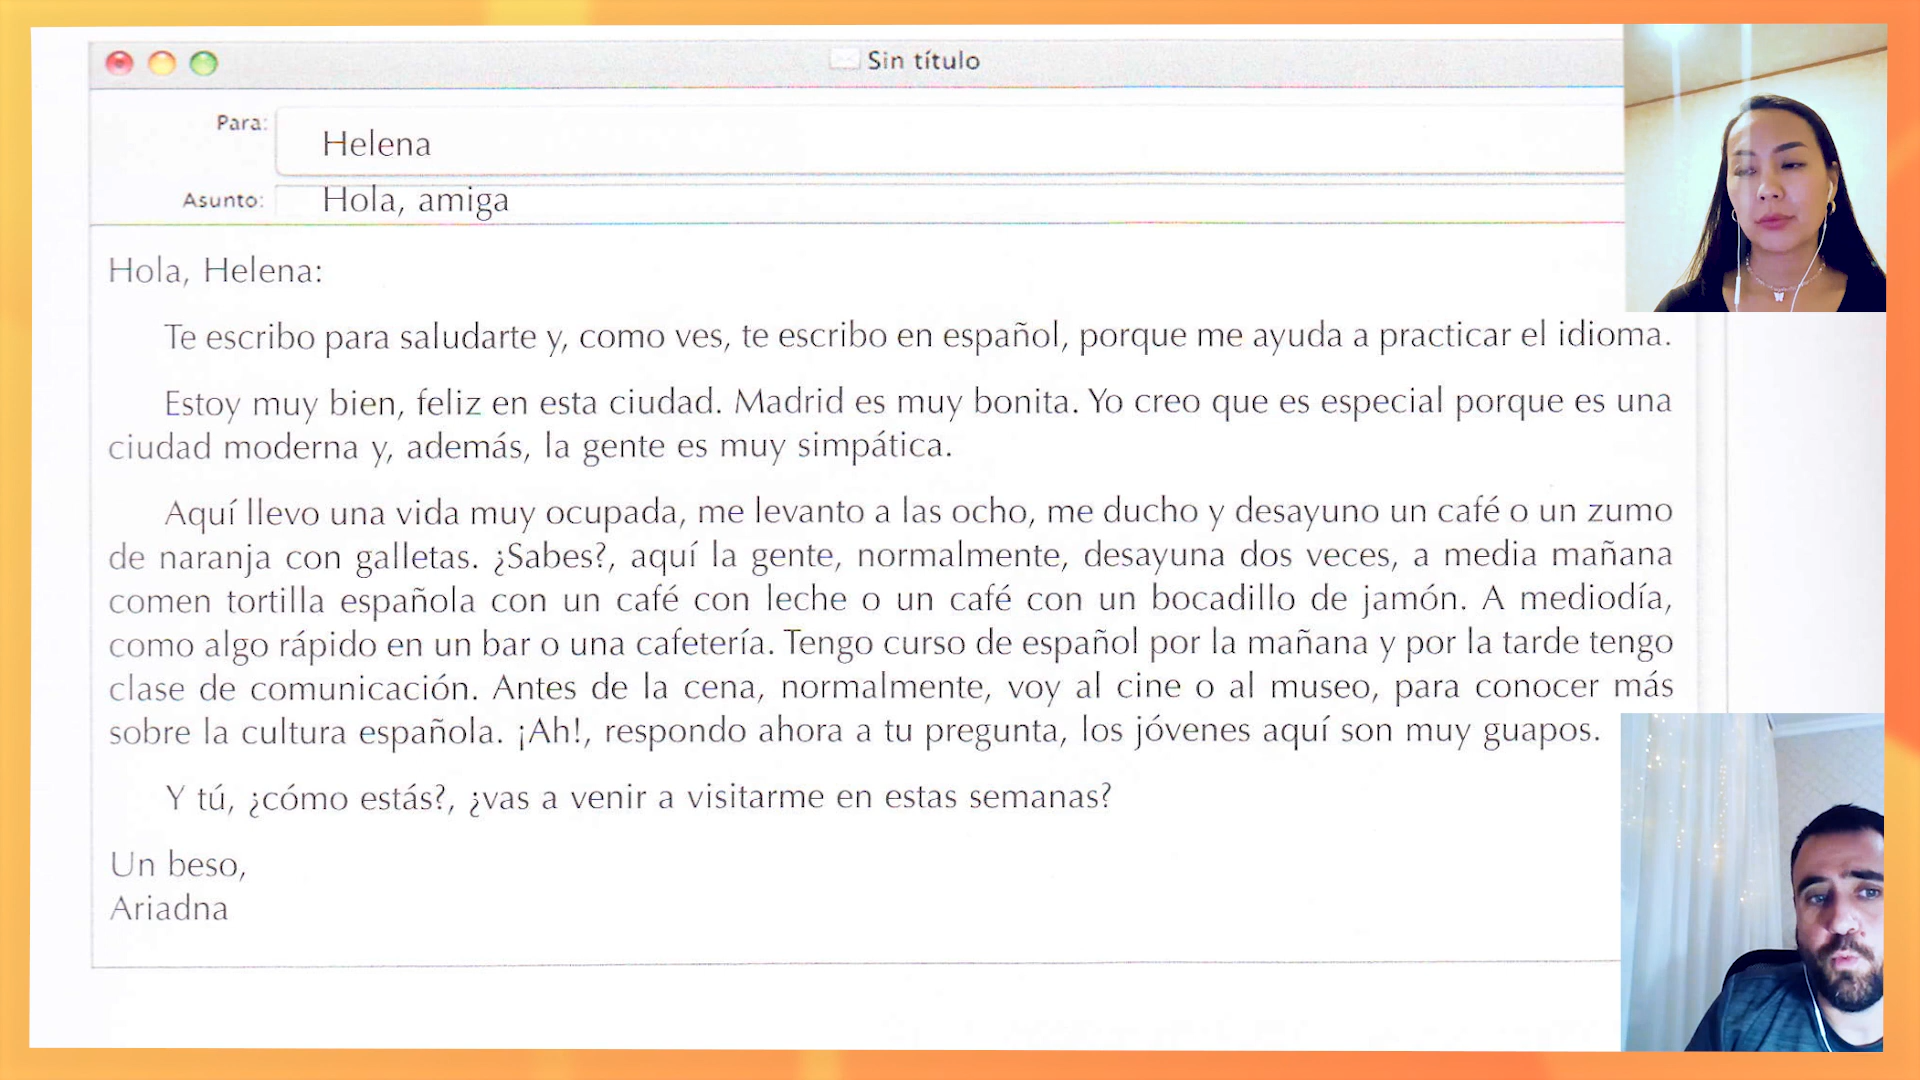 Sin título
Para:
Helena
Asunto:
Hola, amiga
Hola, Helena:
Te escribo para saludarte y, como ves, te escribo en español, porque me ayuda a practicar el idioma.
Estoy muy bien, feliz en esta ciudad. Madrid es muy bonita. Yo creo que es especial porque es una
ciudad moderna y, además, la gente es muy simpática.
Aquí llevo una vida muy ocupada, me levanto a las ocho, me ducho y desayuno un café o un zumo
de naranja con galletas. ¿Sabes?, aquí la gente, normalmente, desayuna dos veces, a media mañana
comen tortilla española con un café con leche o un café con un bocadillo de jamón. A mediodía,
como algo rápido en un bar o una cafetería. Tengo curso de español por la mañana y por la tarde tengo
clase de comunicación. Antes de la cena, normalmente, voy al cine o al museo, para conocer más
sobre la cultura española. ¡Ah!, respondo ahora a tu pregunta, los jóvenes aquí son muy guapos.
Y tú, ¿cómo estás?, ¿vas a venir a visitarme en estas semanas?
Un beso,
Ariadna